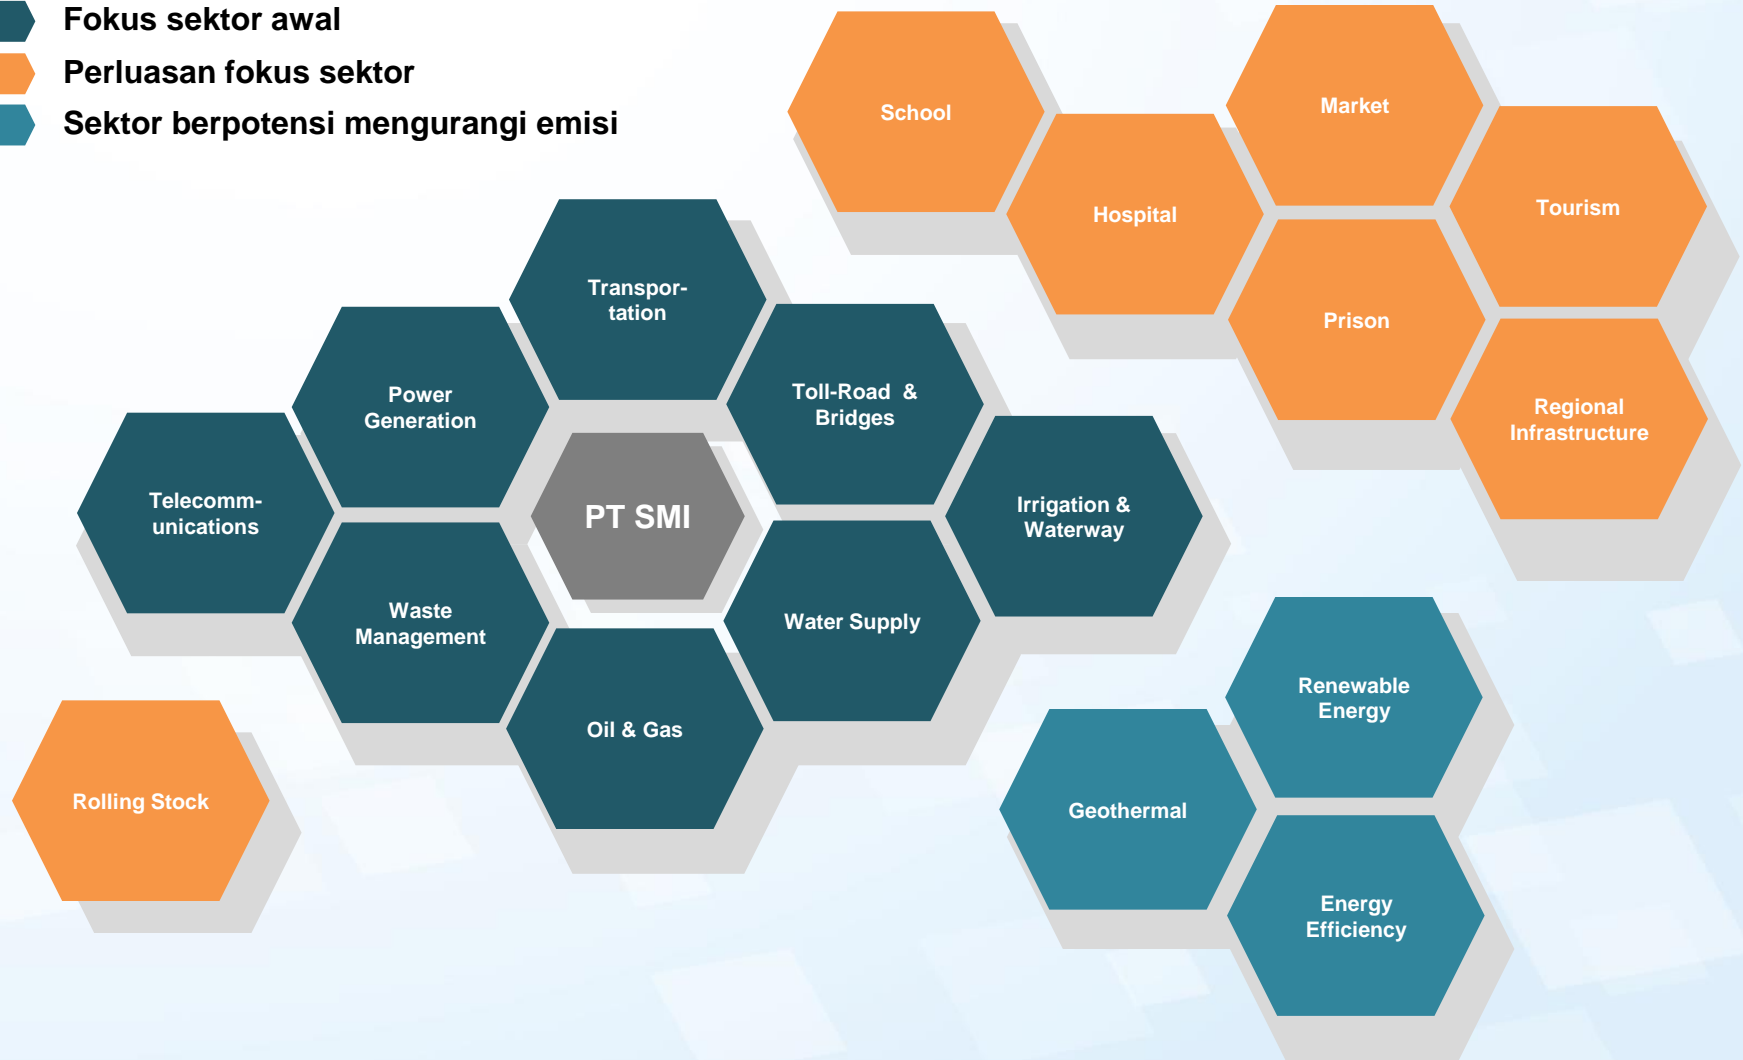 Fokus sektor awal
Perluasan fokus sektor
Sektor berpotensi mengurangi emisi
School
Market
Hospital
Tourism
Prison
Regional
Infrastructure
Transpor-
tation
Power
Generation
Toll-Road & 
Bridges
Telecomm-
unications
PT SMI
Irrigation &
Waterway
Waste
Management
Water Supply
Oil & Gas
Rolling Stock
Renewable
Energy
Geothermal
Energy
Efficiency